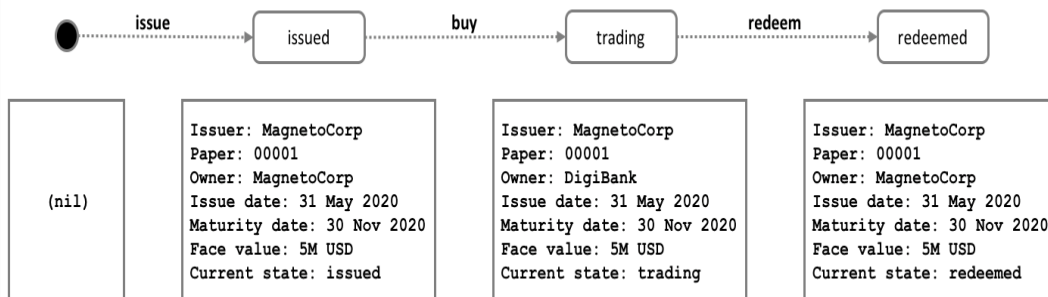 issue
buy
redeem
issued
trading
redeemed
(nil)
Issuer: MagnetoCorp
Paper: 00001
Owner: MagnetoCorp
Issue date: 31 May 2020
Maturity date: 30 Nov 2020
Face value: 5M USD
Current state: issued
Issuer: MagnetoCorp
Paper: 00001
Owner: DigiBank
Issue date: 31 May 2020
Maturity date: 30 Nov 2020
Face value: 5M USD
Current state: trading
Issuer: MagnetoCorp
Paper: 00001
Owner: MagnetoCorp
Issue date: 31 May 2020
Maturity date: 30 Nov 2020
Face value: 5M USD
Current state: redeemed